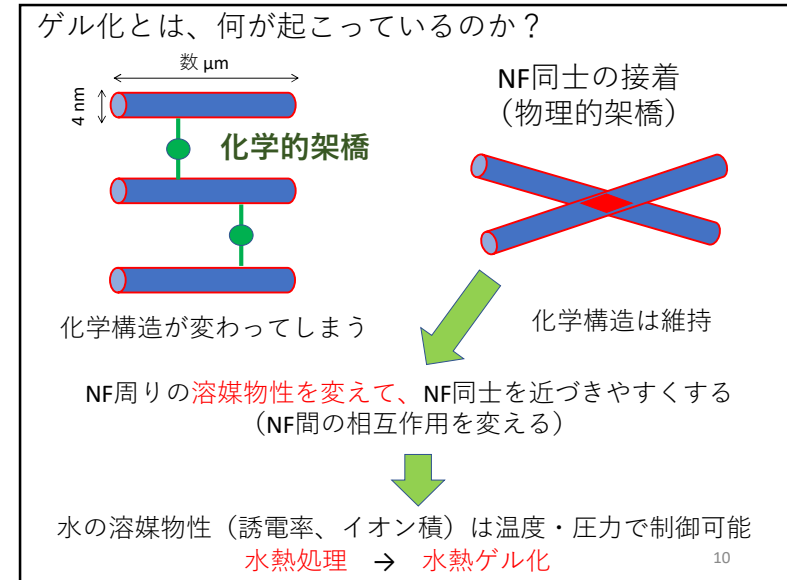 ゲル化とは、何が起こっているのか？
数 μm
4 nm
化学的架橋
NF同士の接着
（物理的架橋）
化学構造が変わってしまう
化学構造は維持
NF周りの溶媒物性を変えて、NF同士を近づきやすくする
（NF間の相互作用を変える）
水の溶媒物性（誘電率、イオン積）は温度・圧力で制御可能
水熱処理 → 水熱ゲル化
10